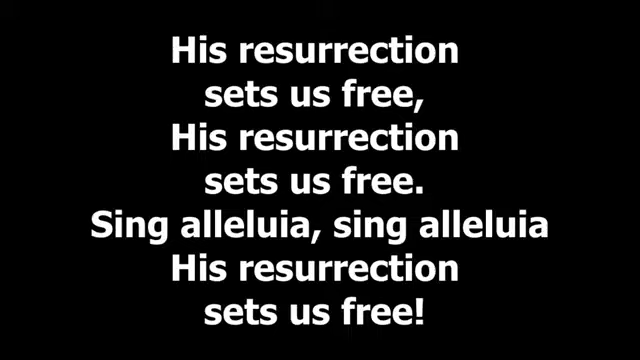 His resurrection
sets us free,
His resurrection
sets us free.
Sing alleluia, sing alleluia
His resurrection
sets us free!